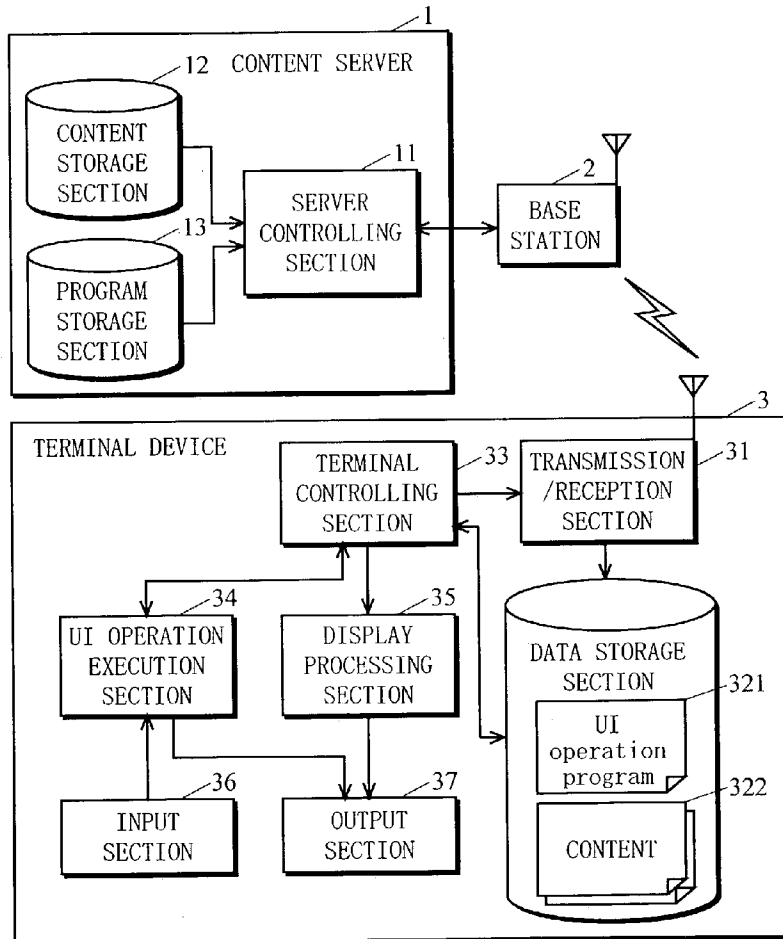 1
12
CONTENT SERVER
CONTENT
STORAGE
SECTION
11
SERVER
CONTROLLING
SECTION
2
BASE
STATION
13
PROGRAM
STORAGE
SECTION
3
TERMINAL DEVICE
33
TERMINAL
CONTROLLING
SECTION
31
TRANSMISSION
/RECEPTION
SECTION
34
UI OPERATION
EXECUTION
SECTION
35
DISPLAY
PROCESSING
SECTION
DATA STORAGE
SECTION
321
UI
operation
program
322
CONTENT
36
INPUT
SECTION
37
OUTPUT
SECTION